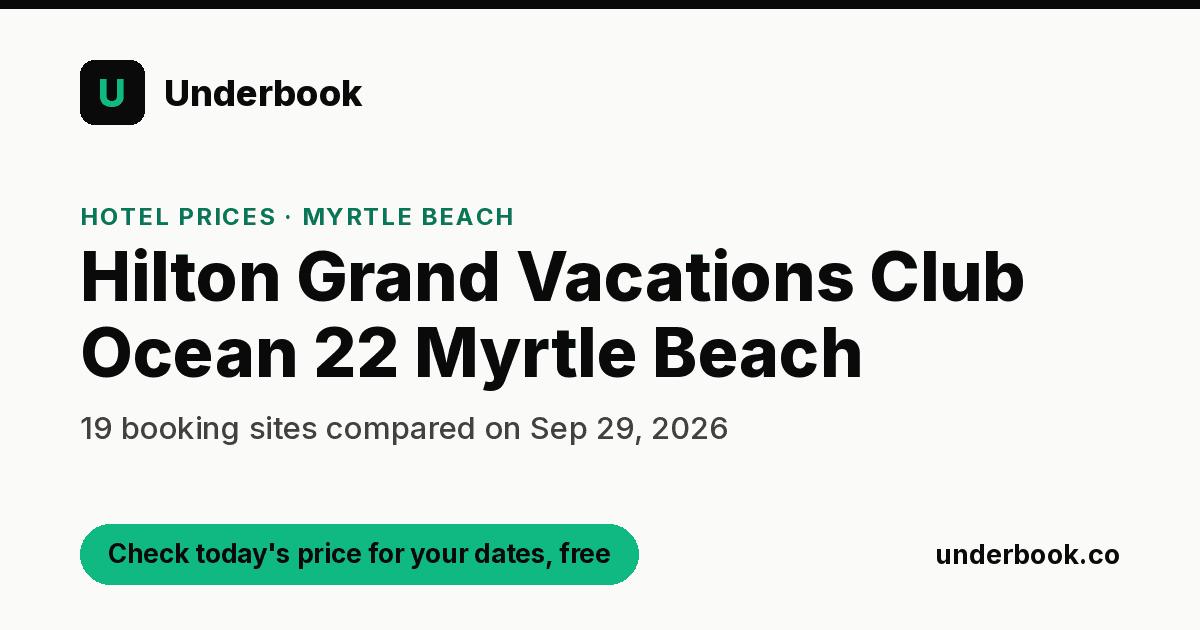 U Underbook
HOTEL PRICES · MYRTLE BEACH
Hilton Grand Vacations Club
Ocean 22 Myrtle Beach
19 booking sites compared on Sep 29, 2026
Check today's price for your dates, free
underbook.co